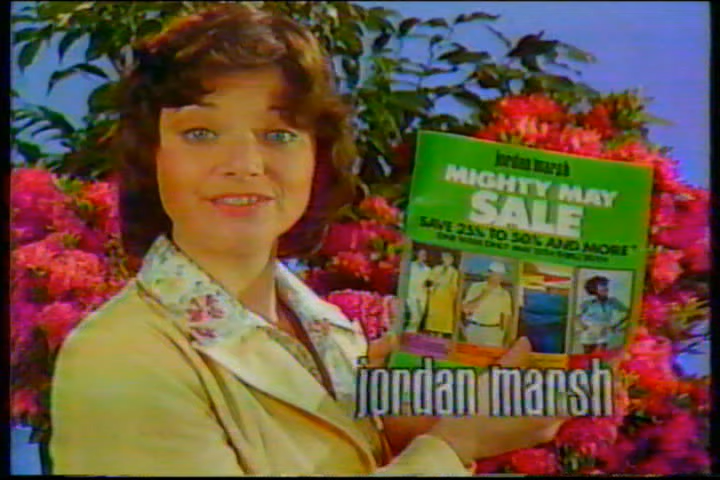 jordan marsh
MIGHTY MAY
SALE
SAVE 25% TO 50% AND MORE*
jordan marsh